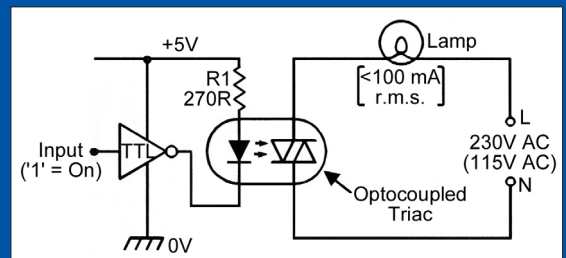 +5V
R1
270R
Input
('1' = On)
TTL
0V
Lamp
<100 mA
r.m.s.
L
230V AC
(115V AC)
N
Optocoupled
Triac